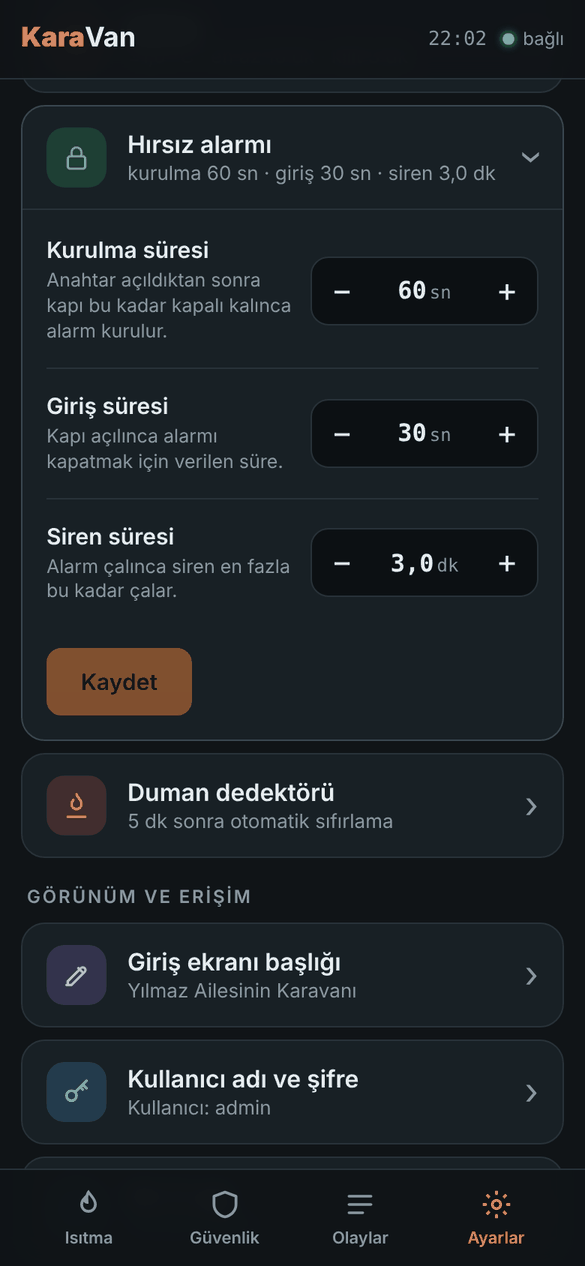 KaraVan
22:02 bağlı
Hırsız alarmı
kurulma 60 sn · giriş 30 sn · siren 3,0 dk
Kurulma süresi
Anahtar açıldıktan sonra
kapı bu kadar kapalı kalınca
alarm kurulur.
− 60 sn +
Giriş süresi
Kapı açılınca alarmı
kapatmak için verilen süre.
− 30 sn +
Siren süresi
Alarm çalınca siren en fazla
bu kadar çalar.
− 3,0 dk +
Kaydet
Duman dedektörü
5 dk sonra otomatik sıfırlama
GÖRÜNÜM VE ERİŞİM
Giriş ekranı başlığı
Yılmaz Ailesinin Karavanı
Kullanıcı adı ve şifre
Kullanıcı: admin
Isıtma
Güvenlik
Olaylar
Ayarlar